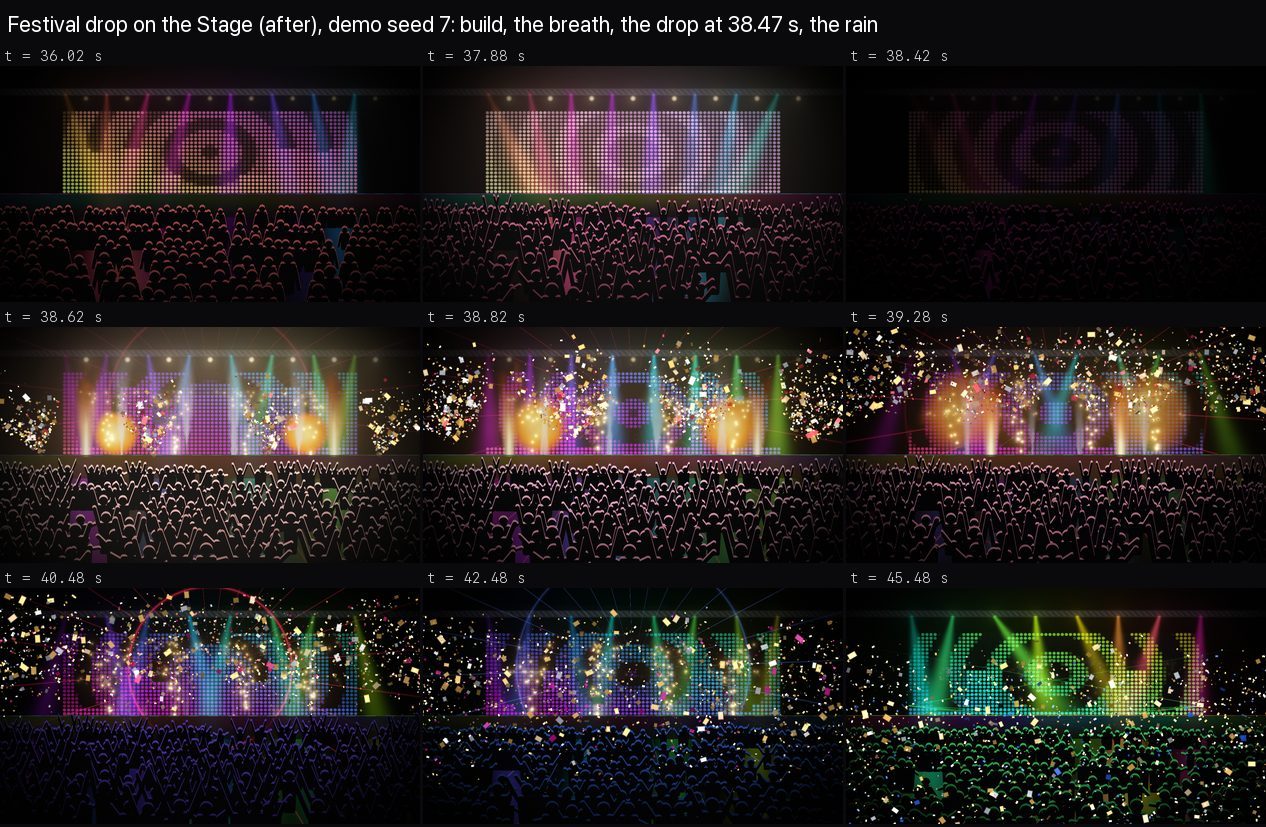 Festival drop on the Stage (after), demo seed 7: build, the breath, the drop at 38.47 s, the rain
t = 36.02 s
t = 37.88 s
t = 38.42 s
t = 38.62 s
t = 38.82 s
t = 39.28 s
t = 40.48 s
t = 42.48 s
t = 45.48 s